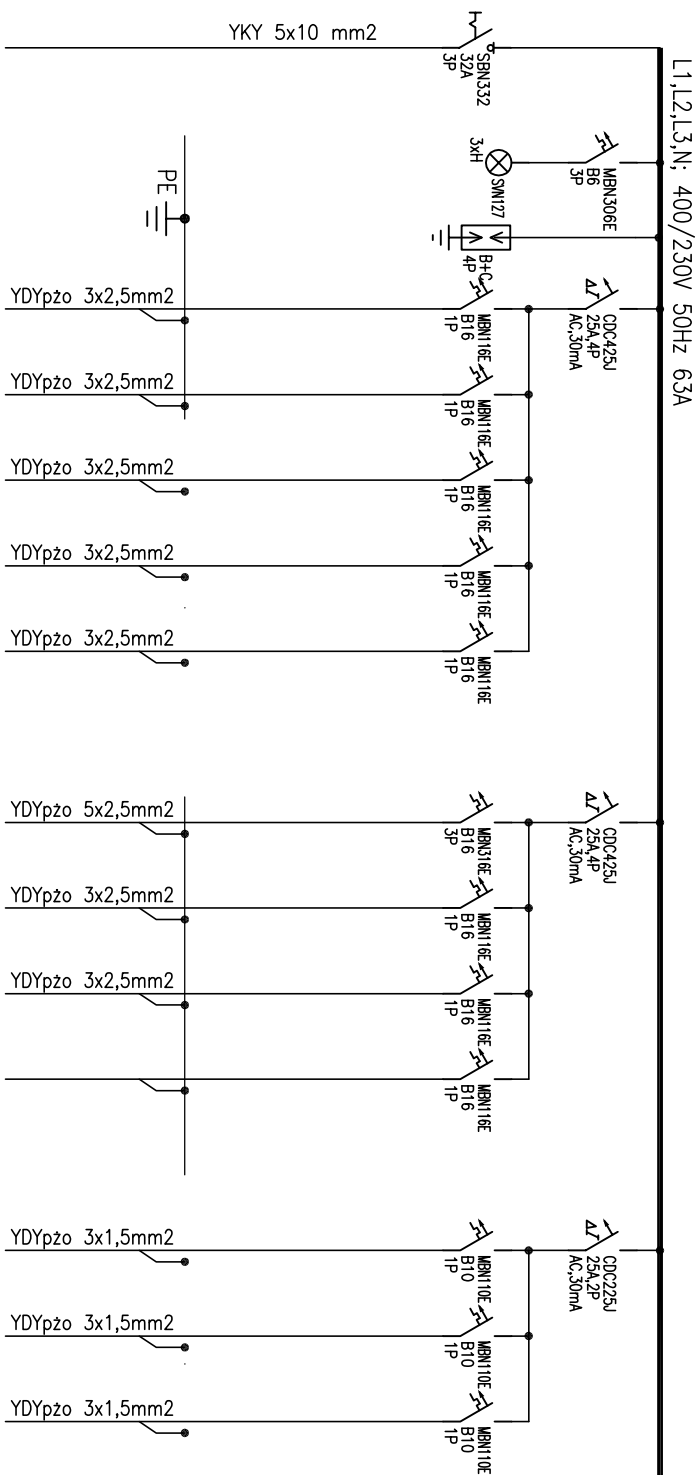 L1,L2,L3,N; 400/230V 50Hz 63A
YKY 5x10 mm2
SBN332
32A
3P
MBN306E
B6
3P
SVN127
3xH
B+C
4P
PE
CDC425J
25A,4P
AC,30mA
MBN116E
B16
1P
YDYpżo 3x2,5mm2
MBN116E
B16
1P
YDYpżo 3x2,5mm2
MBN116E
B16
1P
YDYpżo 3x2,5mm2
MBN116E
B16
1P
YDYpżo 3x2,5mm2
MBN116E
B16
1P
YDYpżo 3x2,5mm2
CDC425J
25A,4P
AC,30mA
MBN316E
B16
3P
YDYpżo 5x2,5mm2
MBN116E
B16
1P
YDYpżo 3x2,5mm2
MBN116E
B16
1P
YDYpżo 3x2,5mm2
MBN116E
B16
1P
CDC225J
25A,2P
AC,30mA
MBN110E
B10
1P
YDYpżo 3x1,5mm2
MBN110E
B10
1P
YDYpżo 3x1,5mm2
MBN110E
B10
1P
YDYpżo 3x1,5mm2